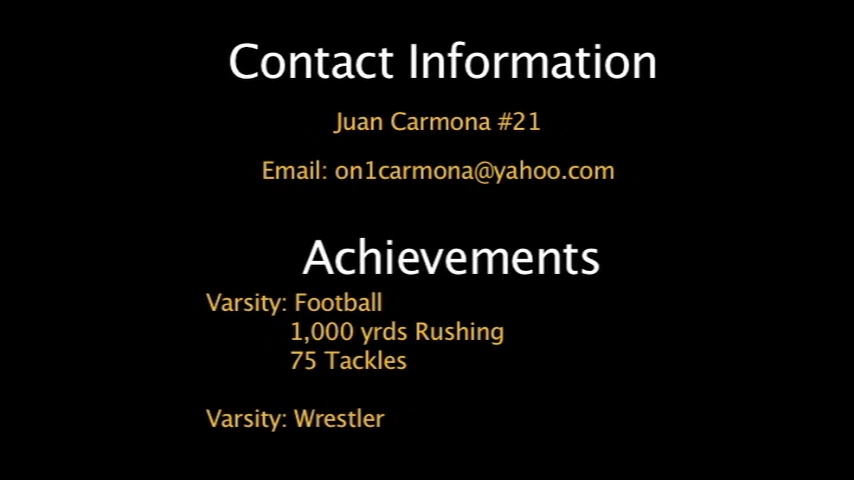 Contact Information
Juan Carmona #21
Email: on1carmona@yahoo.com
Achievements
Varsity: Football
1,000 yrds Rushing
75 Tackles
Varsity: Wrestler